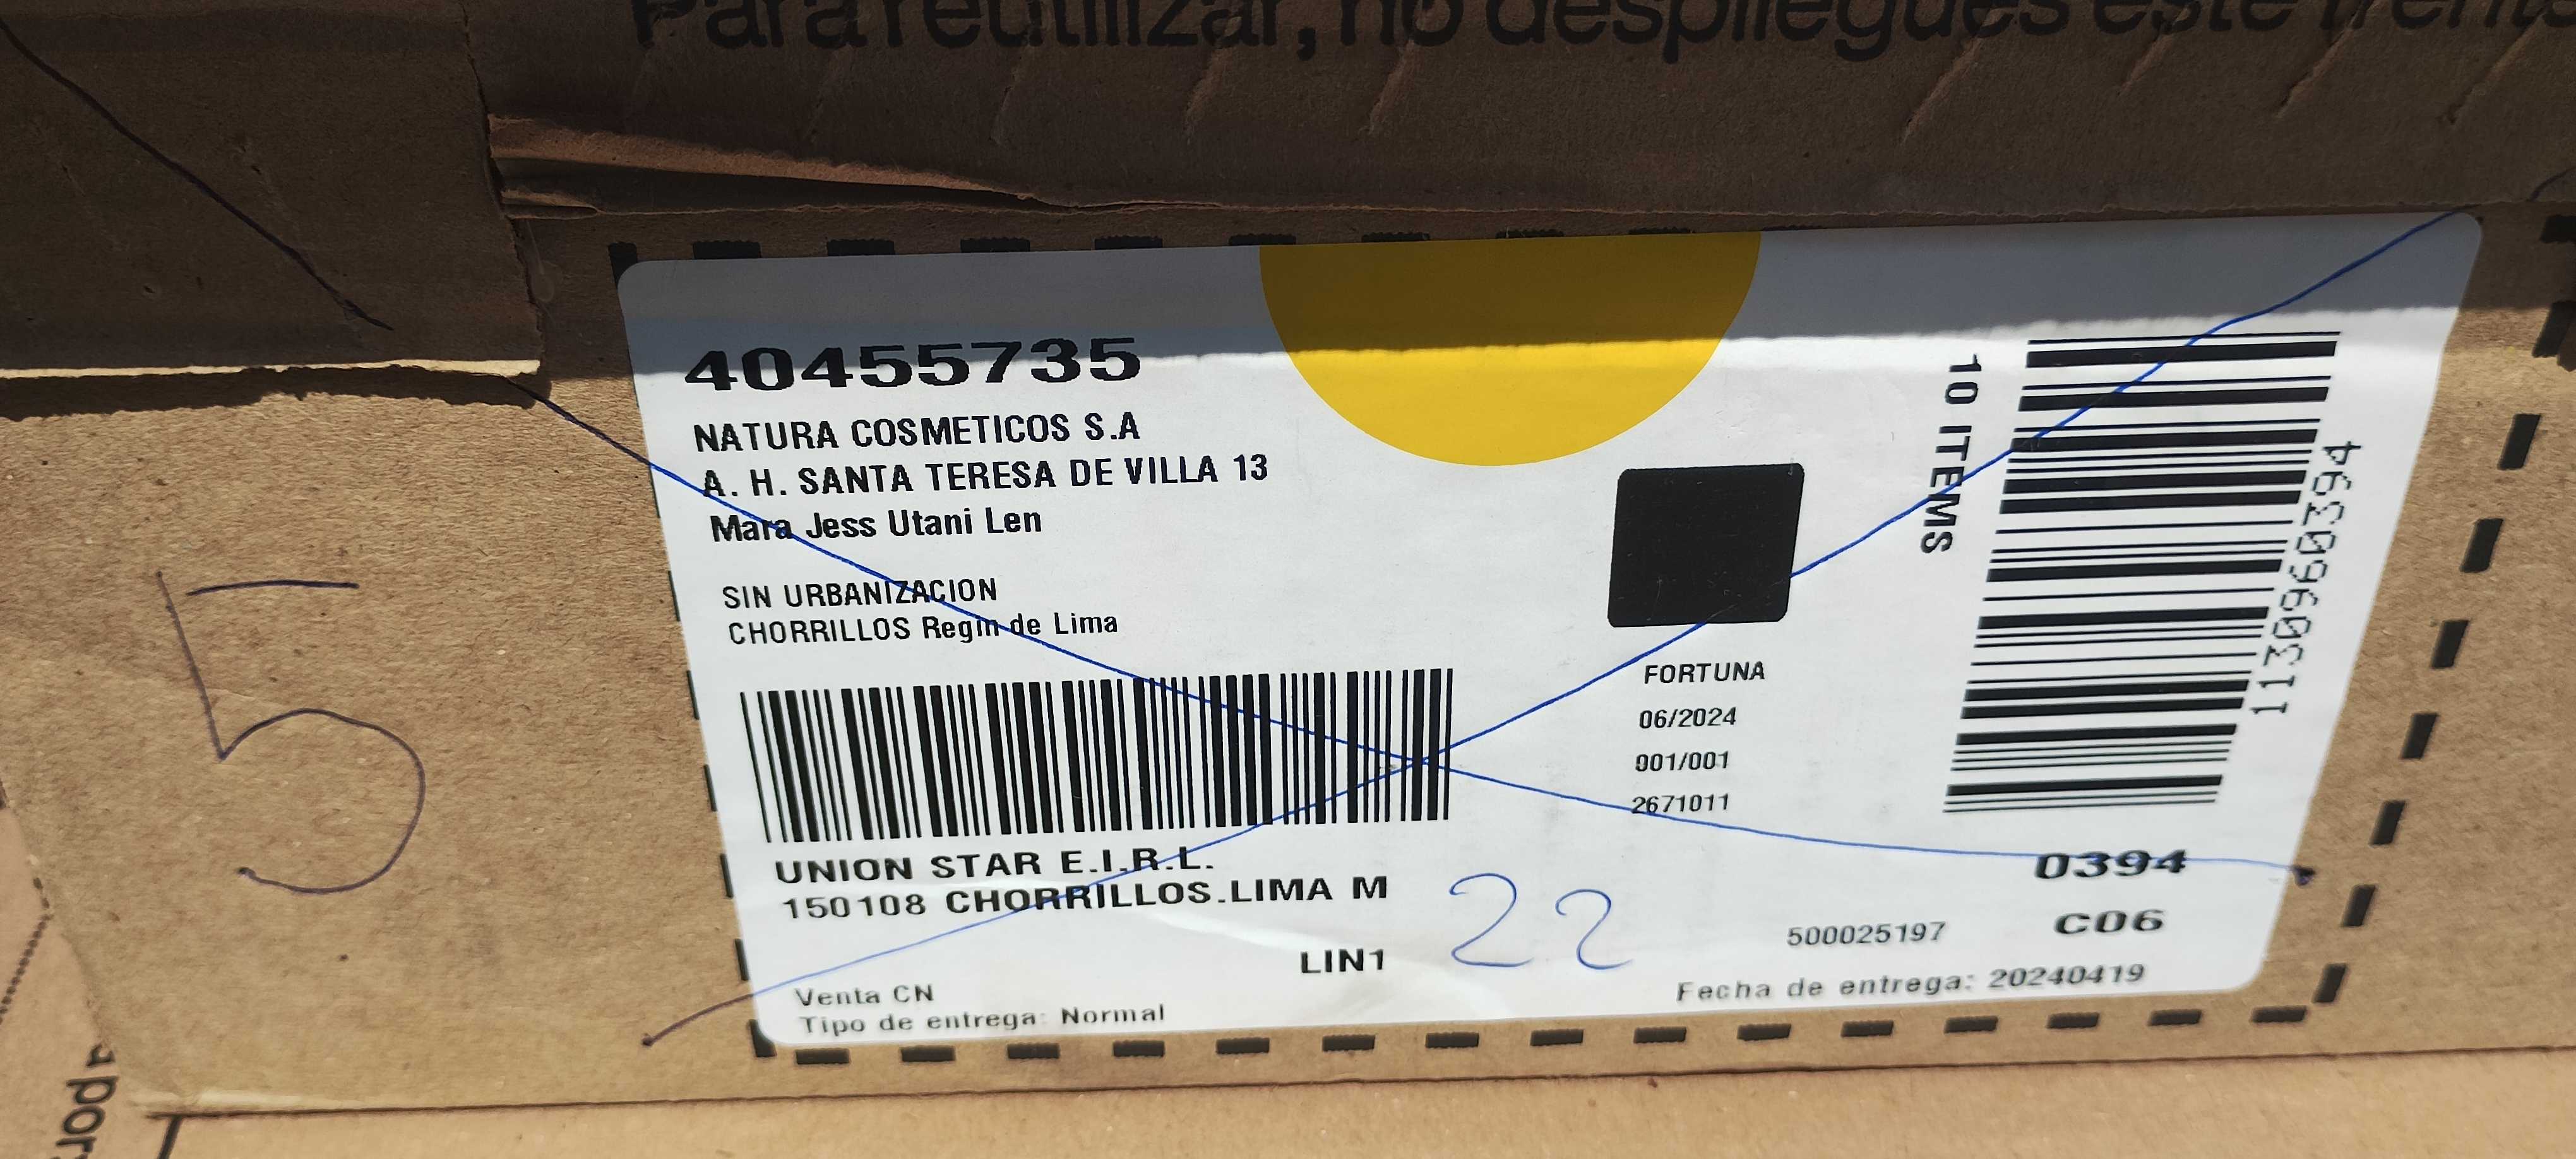 Para reutilizar, no despliegues este frente
5
40455735
NATURA COSMETICOS S.A
A. H. SANTA TERESA DE VILLA 13
Mara Jess Utani Len
SIN URBANIZACION
CHORRILLOS Regin de Lima
UNION STAR E.I.R.L.
150108 CHORRILLOS.LIMA M
LIN1
22
Venta CN
Tipo de entrega: Normal
10 ITEMS
1130960394
FORTUNA
06/2024
001/001
2671011
0394
C06
500025197
Fecha de entrega: 20240419
a por